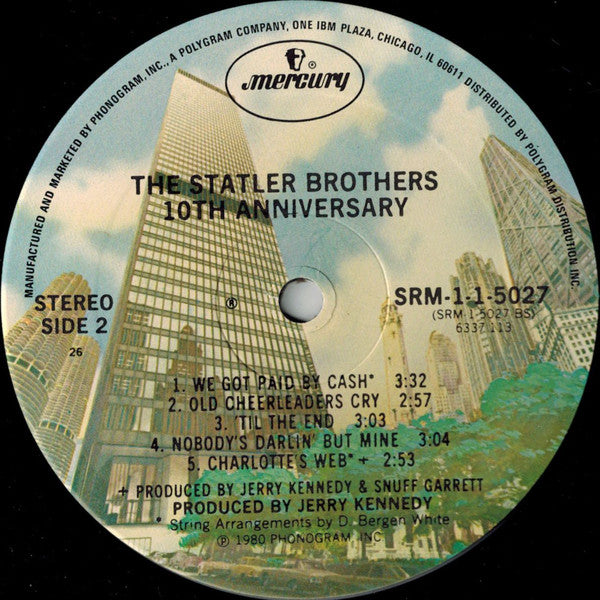 MANUFACTURED AND MARKETED BY PHONOGRAM, INC., A POLYGRAM COMPANY, ONE IBM PLAZA, CHICAGO, IL 60611 DISTRIBUTED BY POLYGRAM DISTRIBUTION INC.
®
mercury
THE STATLER BROTHERS
10TH ANNIVERSARY
STEREO
SIDE 2
26
®
SRM-1-1-5027
(SRM-1-5027 BS)
6337 113
1. WE GOT PAID BY CASH* 3:32
2. OLD CHEERLEADERS CRY 2:57
3. 'TIL THE END 3:03
4. NOBODY'S DARLIN' BUT MINE 3:04
5. CHARLOTTE'S WEB* + 2:53
+ PRODUCED BY JERRY KENNEDY & SNUFF GARRETT
PRODUCED BY JERRY KENNEDY
* String Arrangements by D. Bergen White
℗ 1980 PHONOGRAM, INC